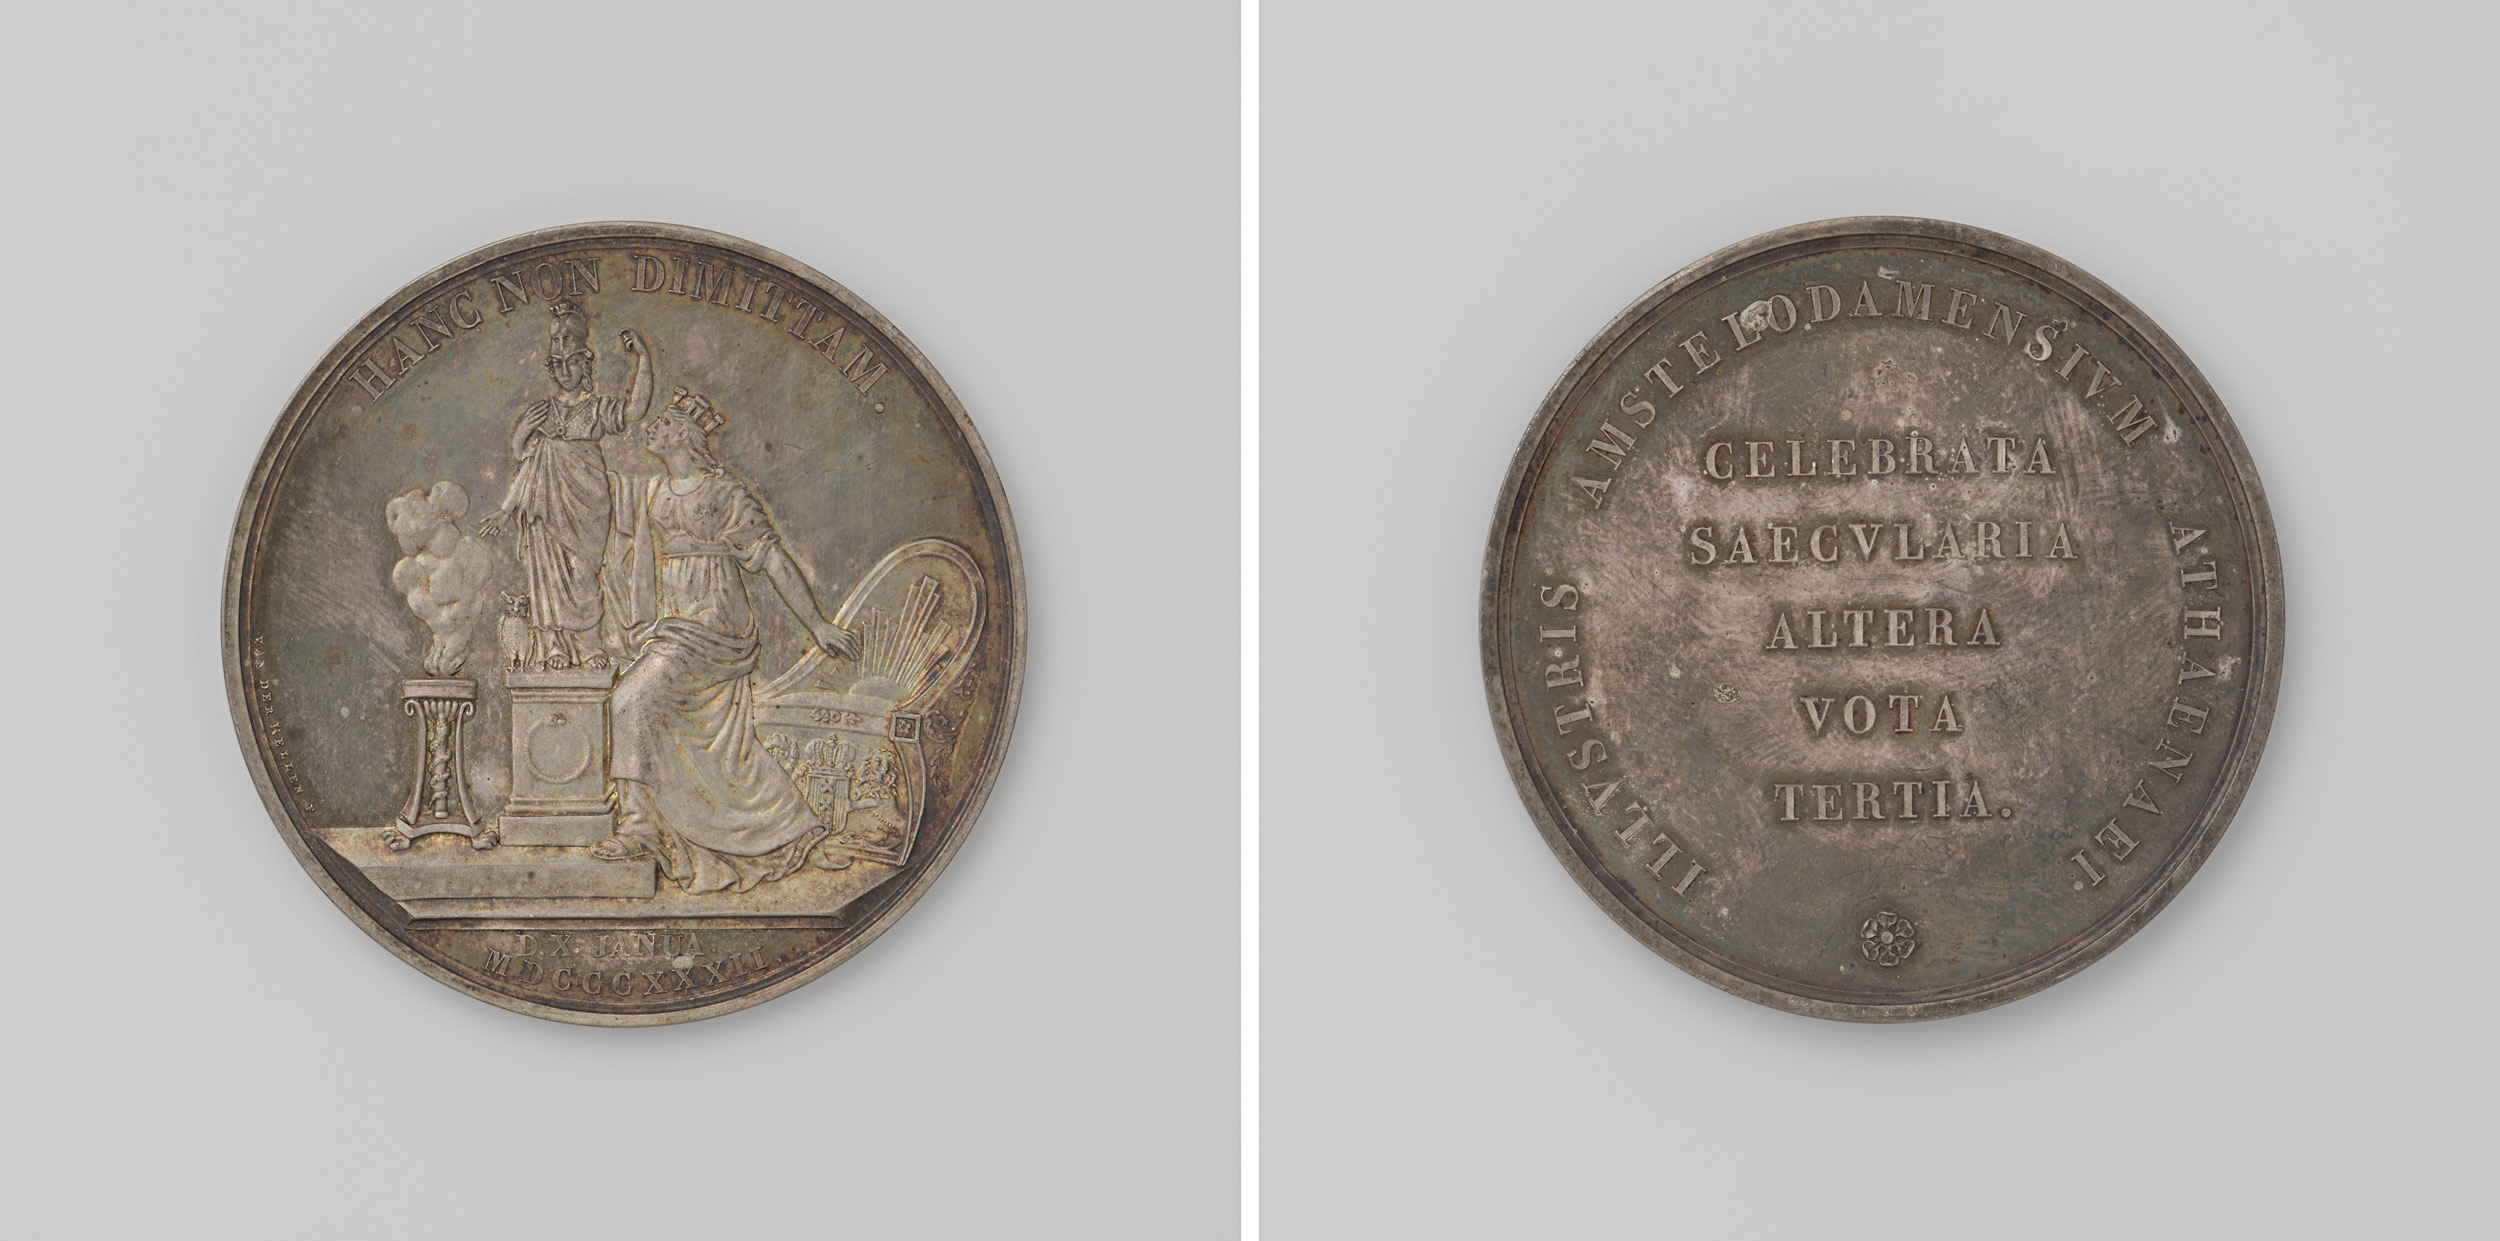 HANC NON DIMITTAM.
VAN DER KELLEN F.
D. X. JANUA.
MDCCCXXXII.
ILLVSTRIS AMSTELODAMENSIVM ATHAENAEI
CELEBRATA
SAECVLARIA
ALTERA
VOTA
TERTIA.